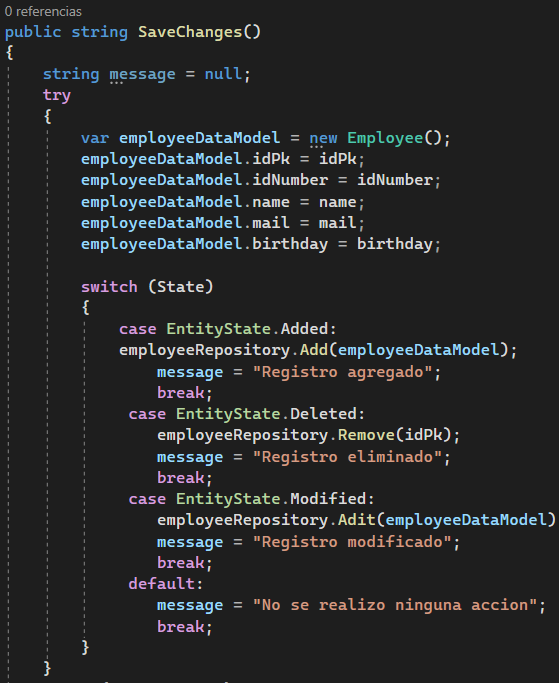 0 referencias
public string SaveChanges()
{
string message = null;
try
{
var employeeDataModel = new Employee();
employeeDataModel.idPk = idPk;
employeeDataModel.idNumber = idNumber;
employeeDataModel.name = name;
employeeDataModel.mail = mail;
employeeDataModel.birthday = birthday;
switch (State)
{
case EntityState.Added:
employeeRepository.Add(employeeDataModel);
message = "Registro agregado";
break;
case EntityState.Deleted:
employeeRepository.Remove(idPk);
message = "Registro eliminado";
break;
case EntityState.Modified:
employeeRepository.Adit(employeeDataModel)
message = "Registro modificado";
break;
default:
message = "No se realizo ninguna accion";
break;
}
}